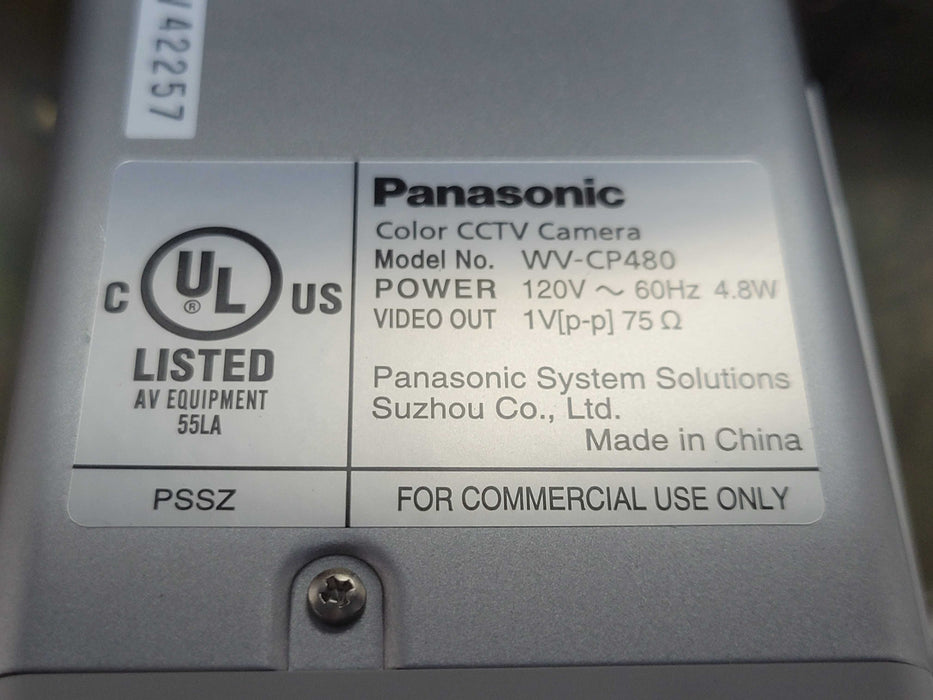 42257
Panasonic
Color CCTV Camera
Model No. WV-CP480
POWER 120V ~ 60Hz 4.8W
VIDEO OUT 1V[p-p] 75 Ω
Panasonic System Solutions
Suzhou Co., Ltd.
Made in China
C UL ® US
LISTED
AV EQUIPMENT
55LA
PSSZ
FOR COMMERCIAL USE ONLY